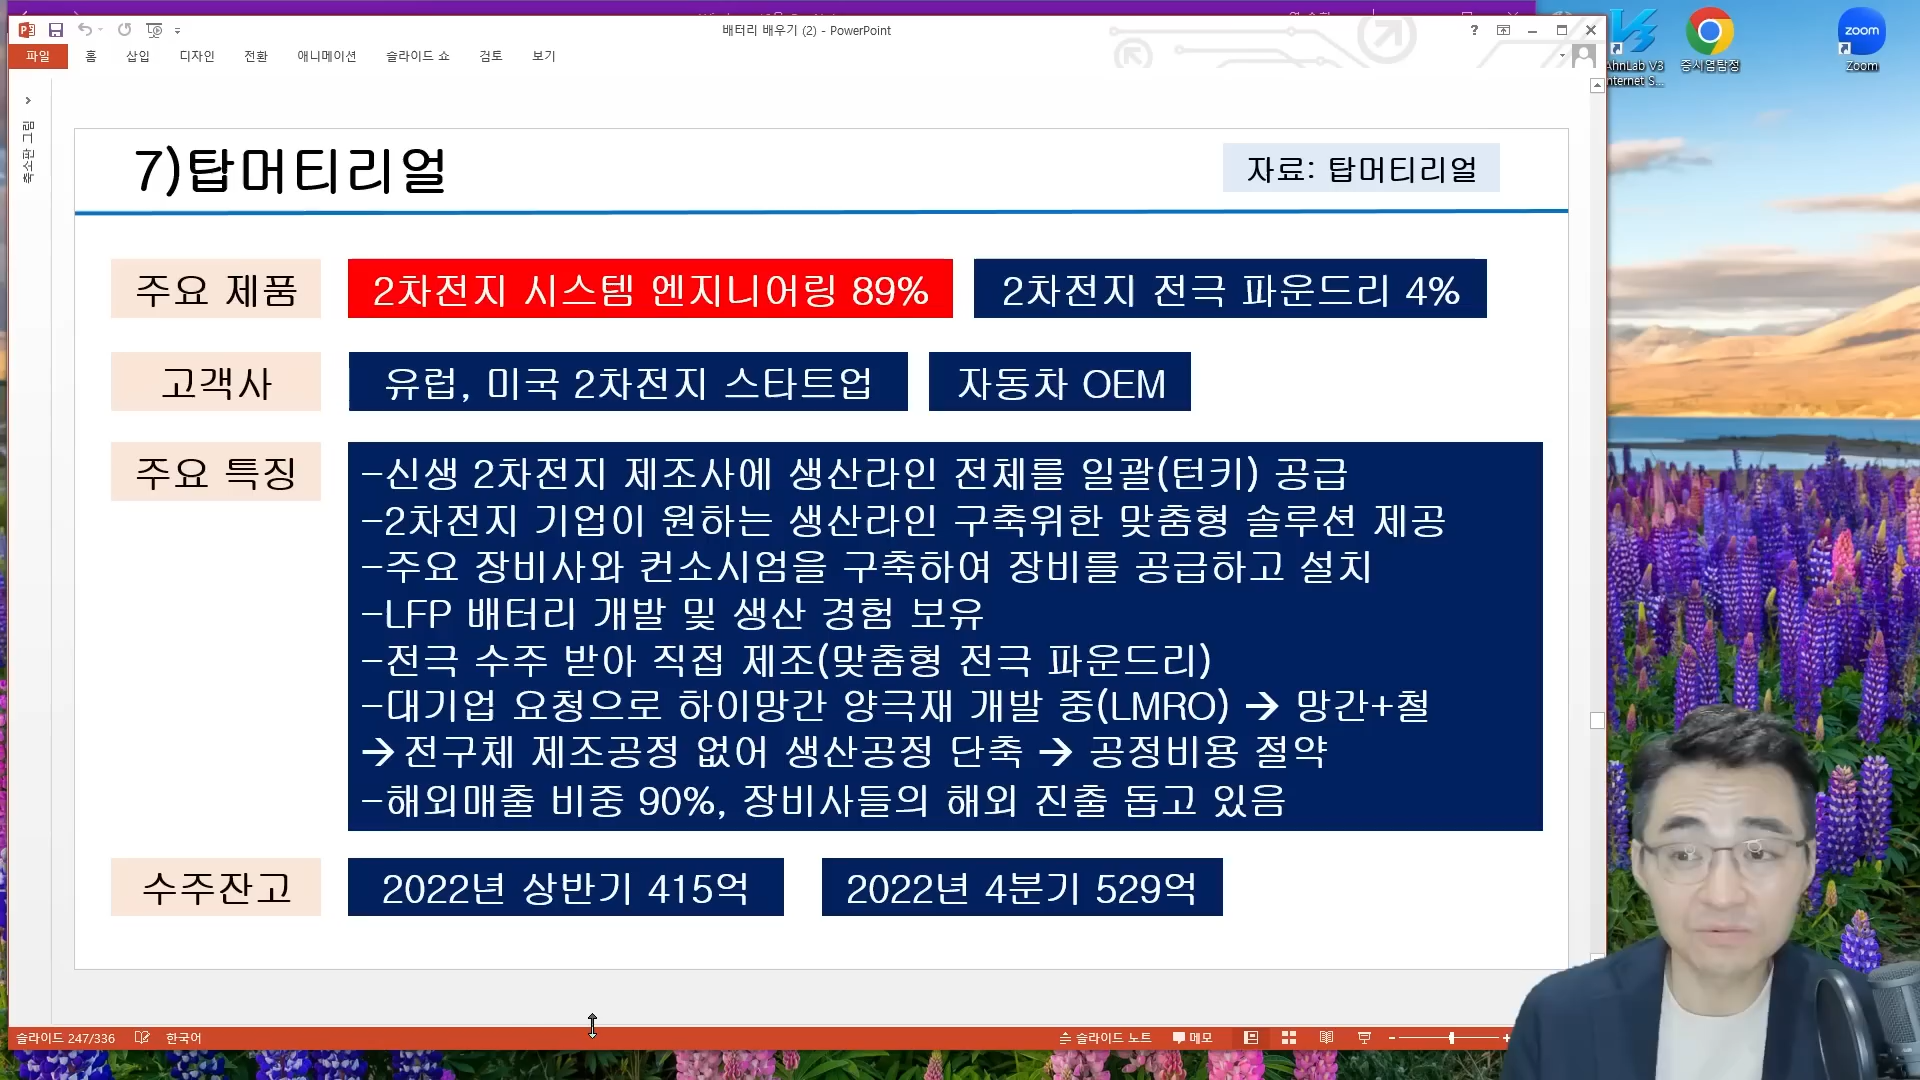 배터리 배우기 (2) - PowerPoint
파일 홈 삽입 디자인 전환 애니메이션 슬라이드 쇼 검토 보기
AhnLab V3
Internet S...
증시염탐정
zoom
Zoom
축소판 그림
7)탑머티리얼
자료: 탑머티리얼
주요 제품
2차전지 시스템 엔지니어링 89%
2차전지 전극 파운드리 4%
고객사
유럽, 미국 2차전지 스타트업
자동차 OEM
주요 특징
-신생 2차전지 제조사에 생산라인 전체를 일괄(턴키) 공급
-2차전지 기업이 원하는 생산라인 구축위한 맞춤형 솔루션 제공
-주요 장비사와 컨소시엄을 구축하여 장비를 공급하고 설치
-LFP 배터리 개발 및 생산 경험 보유
-전극 수주 받아 직접 제조(맞춤형 전극 파운드리)
-대기업 요청으로 하이망간 양극재 개발 중(LMRO) → 망간+철
→전구체 제조공정 없어 생산공정 단축 → 공정비용 절약
-해외매출 비중 90%, 장비사들의 해외 진출 돕고 있음
수주잔고
2022년 상반기 415억
2022년 4분기 529억
슬라이드 247/336 한국어
슬라이드 노트 메모